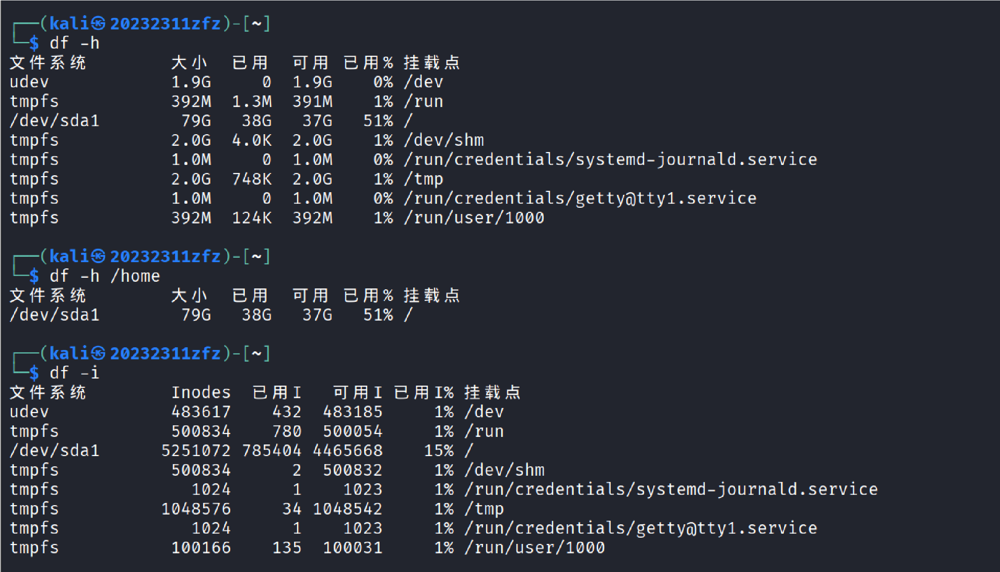 ┌──(kali㉿20232311zfz)-[~]
└─$ df -h
文件系统        大小  已用  可用 已用% 挂载点
udev            1.9G     0  1.9G    0% /dev
tmpfs           392M  1.3M  391M    1% /run
/dev/sda1        79G   38G   37G   51% /
tmpfs           2.0G  4.0K  2.0G    1% /dev/shm
tmpfs           1.0M     0  1.0M    0% /run/credentials/systemd-journald.service
tmpfs           2.0G  748K  2.0G    1% /tmp
tmpfs           1.0M     0  1.0M    0% /run/credentials/getty@tty1.service
tmpfs           392M  124K  392M    1% /run/user/1000
┌──(kali㉿20232311zfz)-[~]
└─$ df -h /home
文件系统        大小  已用  可用 已用% 挂载点
/dev/sda1        79G   38G   37G   51% /
┌──(kali㉿20232311zfz)-[~]
└─$ df -i
文件系统        Inodes  已用I   可用I 已用I% 挂载点
udev            483617    432  483185     1% /dev
tmpfs           500834    780  500054     1% /run
/dev/sda1      5251072 785404 4465668    15% /
tmpfs           500834      2  500832     1% /dev/shm
tmpfs             1024      1    1023     1% /run/credentials/systemd-journald.service
tmpfs          1048576     34 1048542     1% /tmp
tmpfs             1024      1    1023     1% /run/credentials/getty@tty1.service
tmpfs           100166    135  100031     1% /run/user/1000